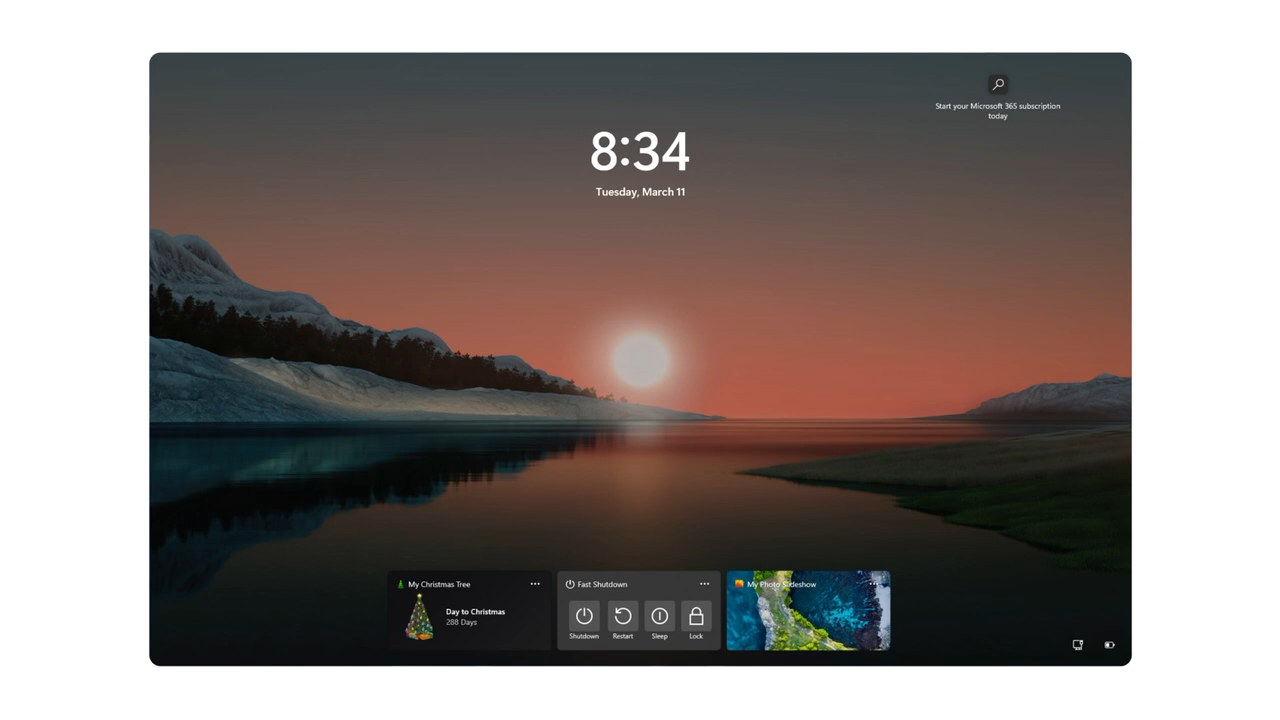 Start your Microsoft 365 subscription
today
8:34
Tuesday, March 11
My Christmas Tree
Day to Christmas
288 Days
Fast Shutdown
Shutdown
Restart
Sleep
Lock
My Photo Slideshow